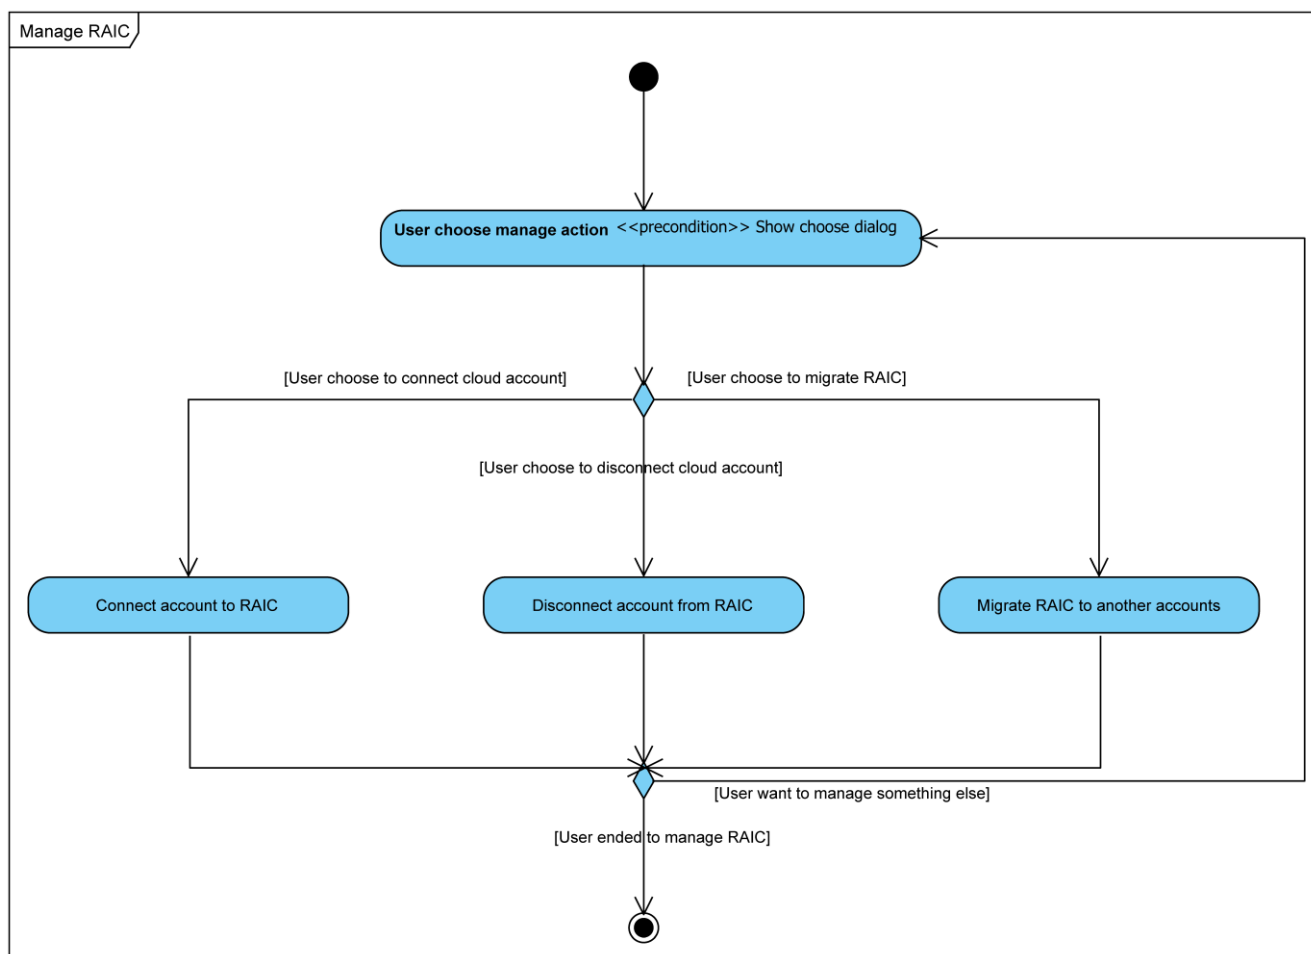 Manage RAIC
User choose manage action <<precondition>> Show choose dialog
[User choose to connect cloud account]
[User choose to migrate RAIC]
[User choose to disconnect cloud account]
Connect account to RAIC
Disconnect account from RAIC
Migrate RAIC to another accounts
[User want to manage something else]
[User ended to manage RAIC]